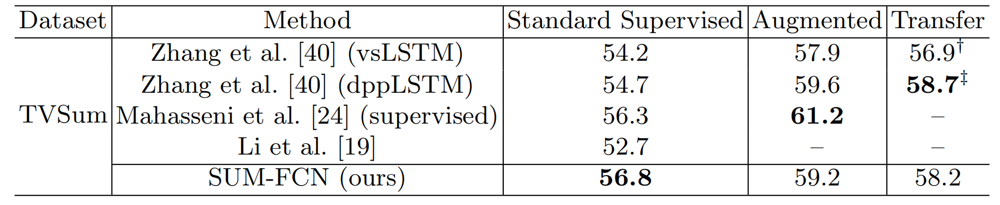 Dataset Method Standard Supervised Augmented Transfer
Zhang et al. [40] (vsLSTM) 54.2 57.9 56.9†
Zhang et al. [40] (dppLSTM) 54.7 59.6 58.7‡
TVSum Mahasseni et al. [24] (supervised) 56.3 61.2 –
Li et al. [19] 52.7 – –
SUM-FCN (ours) 56.8 59.2 58.2